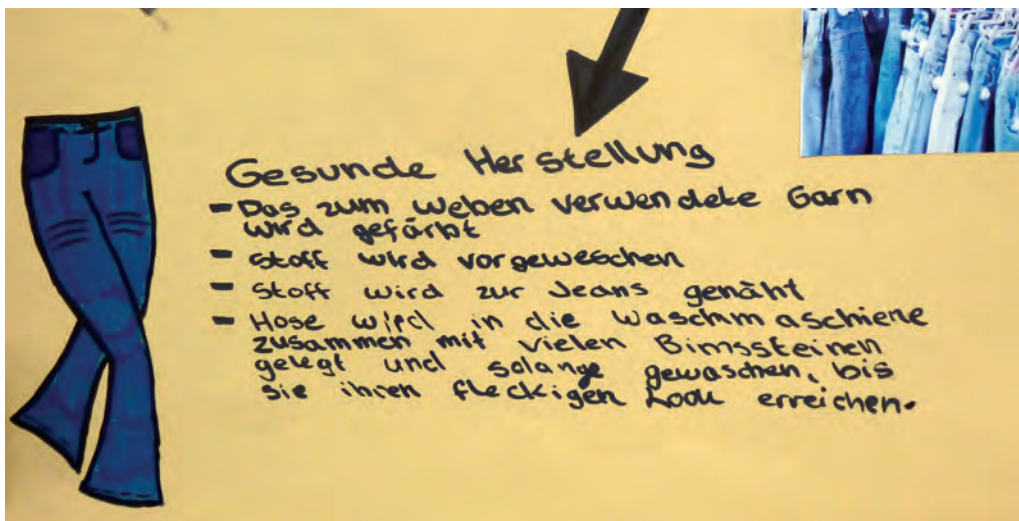 Gesunde Herstellung
- Das zum weben verwendete Garn
wird gefärbt
- Stoff wird vorgeweschen
- Stoff wird zur Jeans genäht
- Hose wird in die waschmaschiene
zusammen mit vielen Bimssteinen
gelegt und solange gewaschen, bis
sie ihren fleckigen Look erreichen.